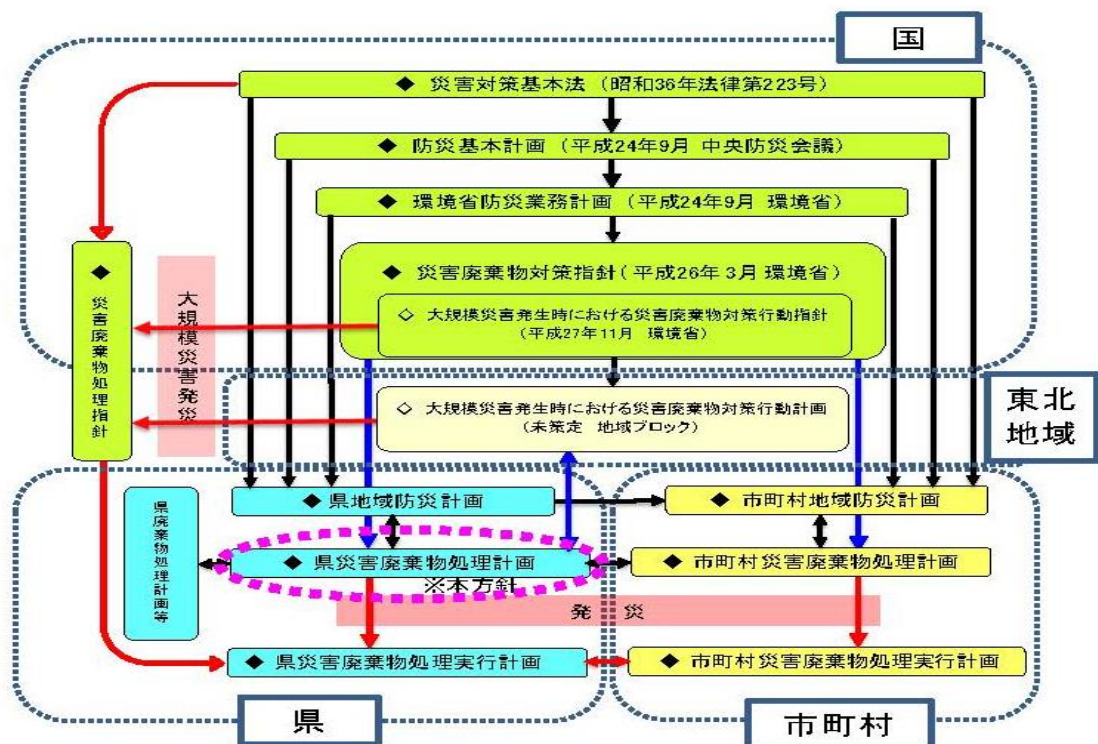 国
◆ 災害対策基本法（昭和36年法律第223号）
◆ 防災基本計画（平成24年9月 中央防災会議）
◆ 環境省防災業務計画（平成24年9月 環境省）
◆ 災害廃棄物対策指針（平成26年3月 環境省）
◇ 大規模災害発生時における災害廃棄物対策行動指針
（平成27年11月 環境省）
◆ 災害廃棄物処理指針
大規模災害発災
東北
地域
◇ 大規模災害発生時における災害廃棄物対策行動計画
（未策定 地域ブロック）
◆ 県地域防災計画
◆ 市町村地域防災計画
県廃棄物処理計画等
◆ 県災害廃棄物処理計画
※本方針
◆ 市町村災害廃棄物処理計画
発 災
◆ 県災害廃棄物処理実行計画
◆ 市町村災害廃棄物処理実行計画
県
市町村